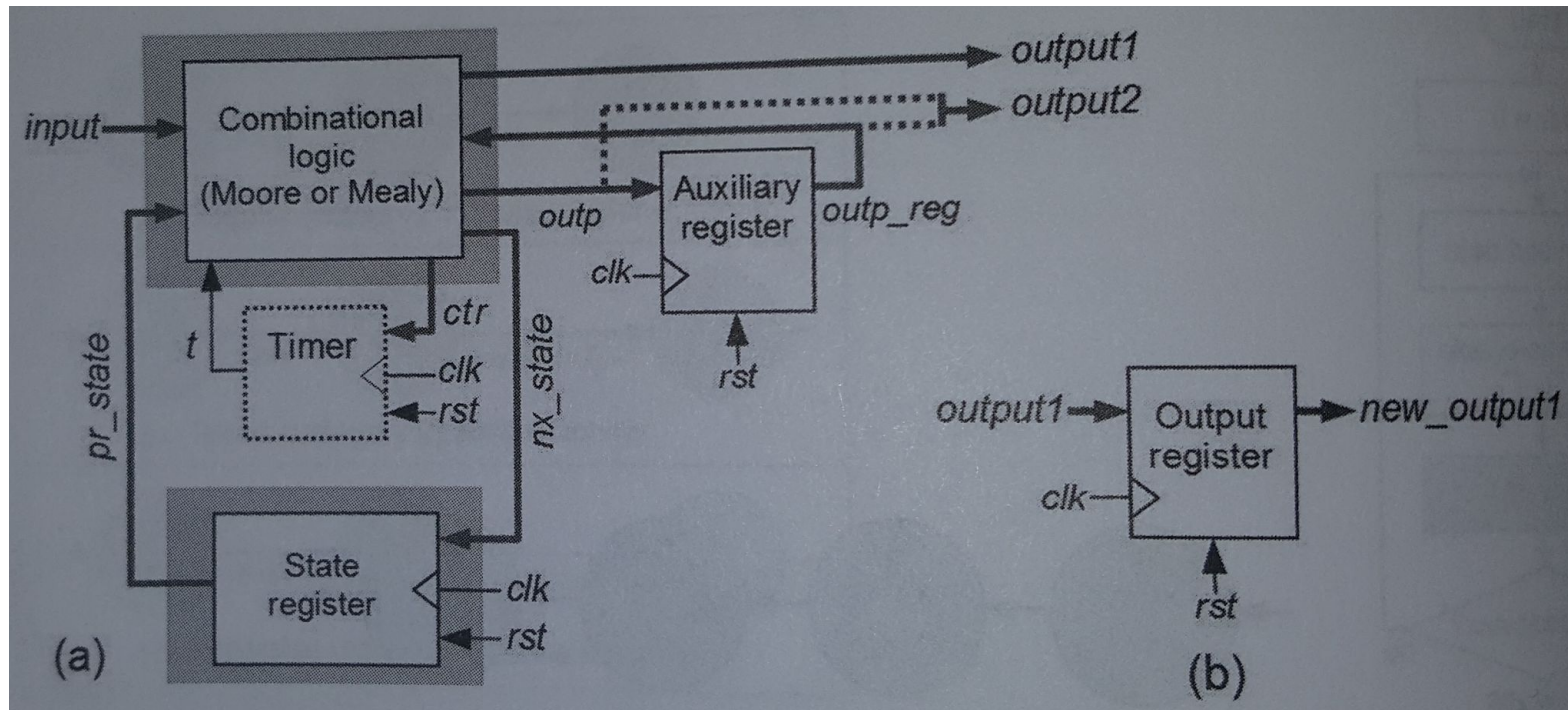 output1
output2
input
Combinational
logic
(Moore or Mealy)
outp
Auxiliary
register
outp_reg
clk
rst
ctr
t
Timer
clk
rst
pr_state
nx_state
State
register
clk
rst
(a)
output1
Output
register
new_output1
clk
rst
(b)